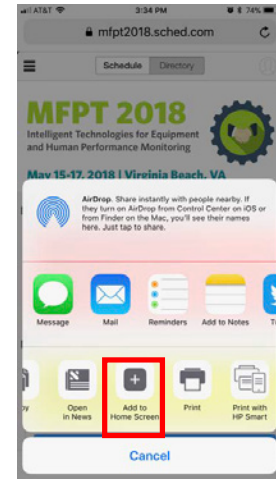 AT&T 3:34 PM 74%
mfpt2018.sched.com
Schedule Directory
MFPT 2018
Intelligent Technologies for Equipment
and Human Performance Monitoring
May 15-17, 2018 | Virginia Beach, VA
AirDrop. Share instantly with people nearby. If
they turn on AirDrop from Control Center on iOS or
from Finder on the Mac, you'll see their names
here. Just tap to share.
Message Mail Reminders Add to Notes
Open
in News
Add to
Home Screen
Print
Print with
HP Smart
Cancel